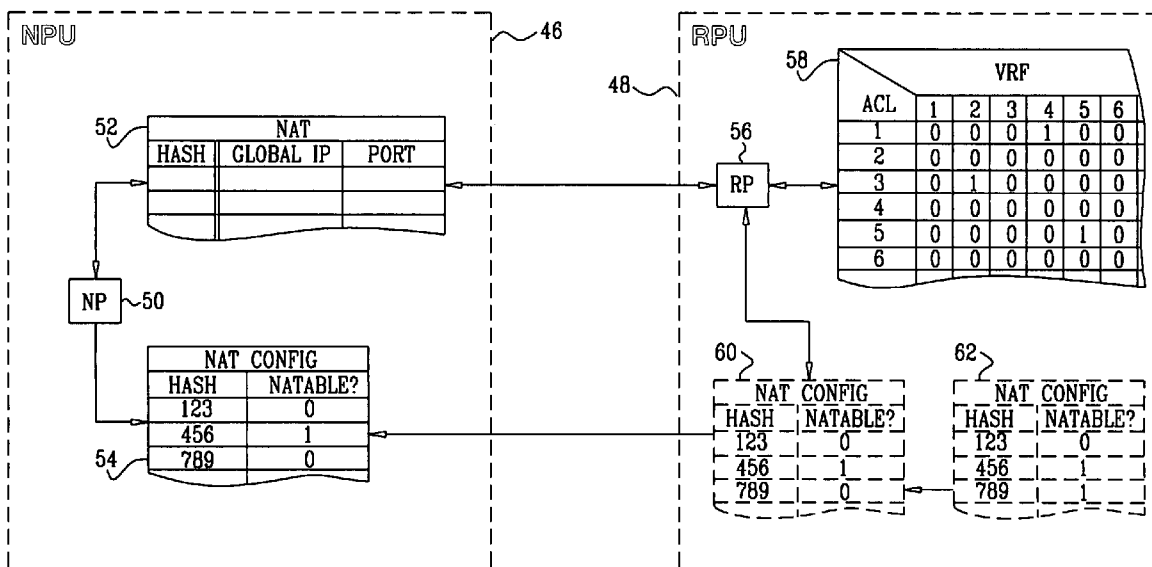 NPU
46
52
NAT
HASH GLOBAL IP PORT
NP
50
NAT CONFIG
HASH NATABLE?
123 0
456 1
789 0
54
RPU
48
58
VRF
ACL 1 2 3 4 5 6
1 0 0 0 1 0 0
2 0 0 0 0 0 0
3 0 1 0 0 0 0
4 0 0 0 0 0 0
5 0 0 0 0 1 0
6 0 0 0 0 0 0
56
RP
60
NAT CONFIG
HASH NATABLE?
123 0
456 1
789 0
62
NAT CONFIG
HASH NATABLE?
123 0
456 1
789 1